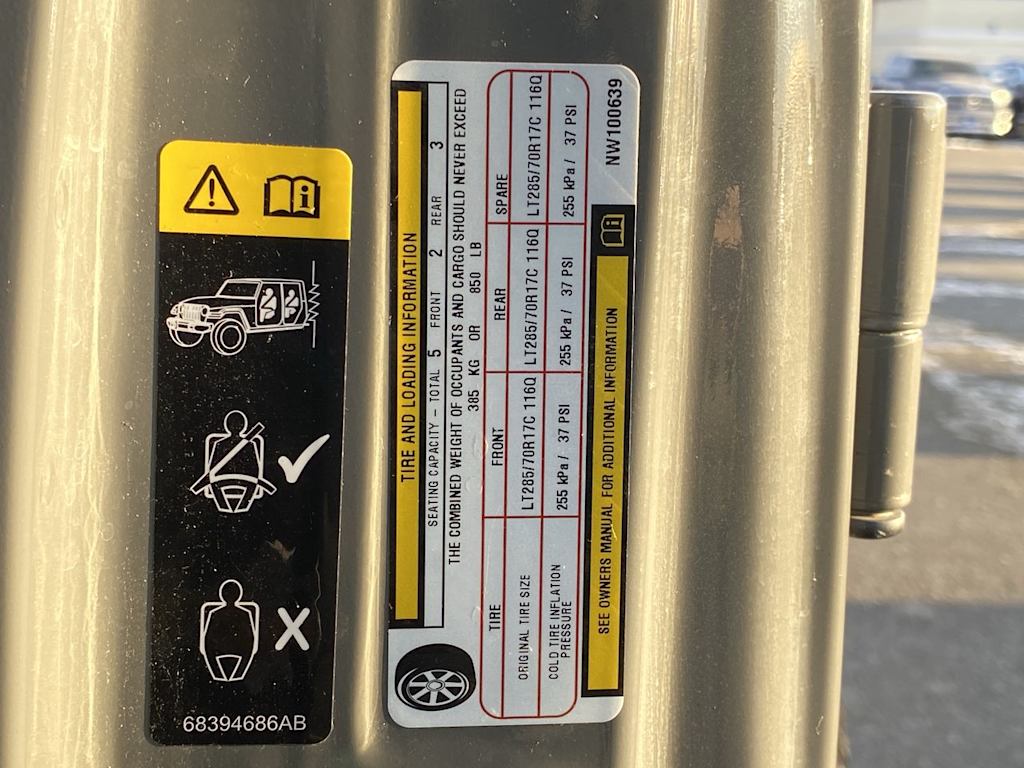 68394686AB
TIRE AND LOADING INFORMATION
SEATING CAPACITY – TOTAL 5 FRONT 2 REAR 3
THE COMBINED WEIGHT OF OCCUPANTS AND CARGO SHOULD NEVER EXCEED
385 KG OR 850 LB
TIRE FRONT REAR SPARE
ORIGINAL TIRE SIZE LT285/70R17C 116Q LT285/70R17C 116Q LT285/70R17C 116Q
COLD TIRE INFLATION
PRESSURE 255 kPa / 37 PSI 255 kPa / 37 PSI 255 kPa / 37 PSI
SEE OWNERS MANUAL FOR ADDITIONAL INFORMATION
NW100639